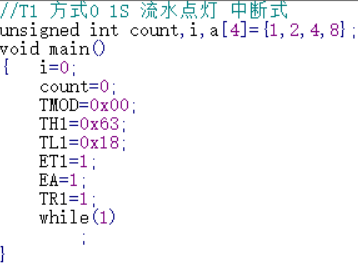 //T1 方式0 1S 流水点灯 中断式
unsigned int count,i,a[4]={1,2,4,8};
void main()
{   i=0;
    count=0;
    TMOD=0x00;
    TH1=0x63;
    TL1=0x18;
    ET1=1;
    EA=1;
    TR1=1;
    while(1)
        ;
}